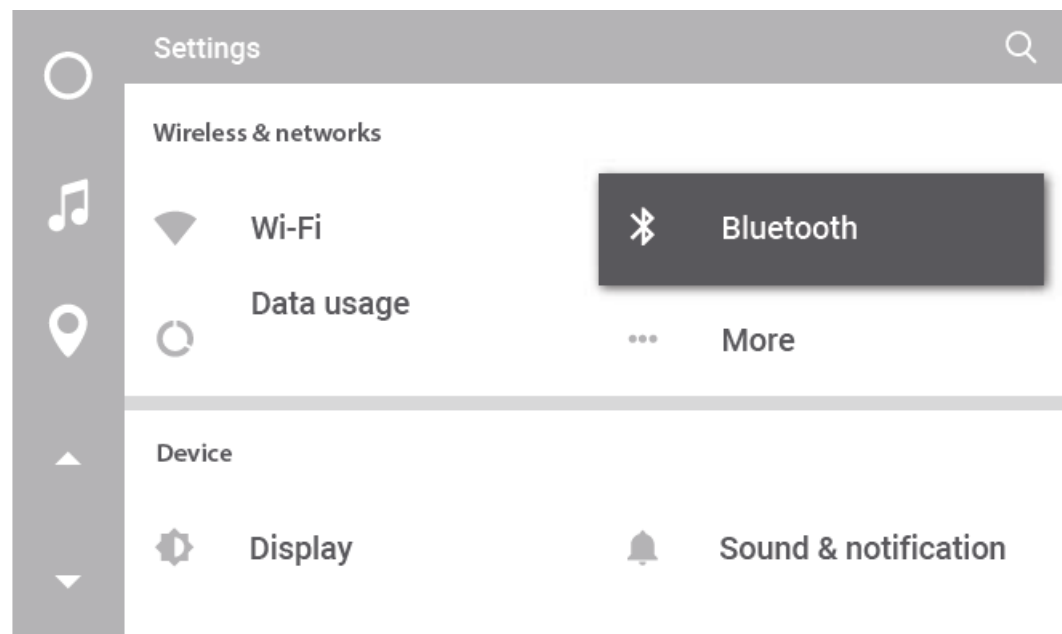 Settings
Wireless & networks
Wi-Fi
Bluetooth
Data usage
More
Device
Display
Sound & notification